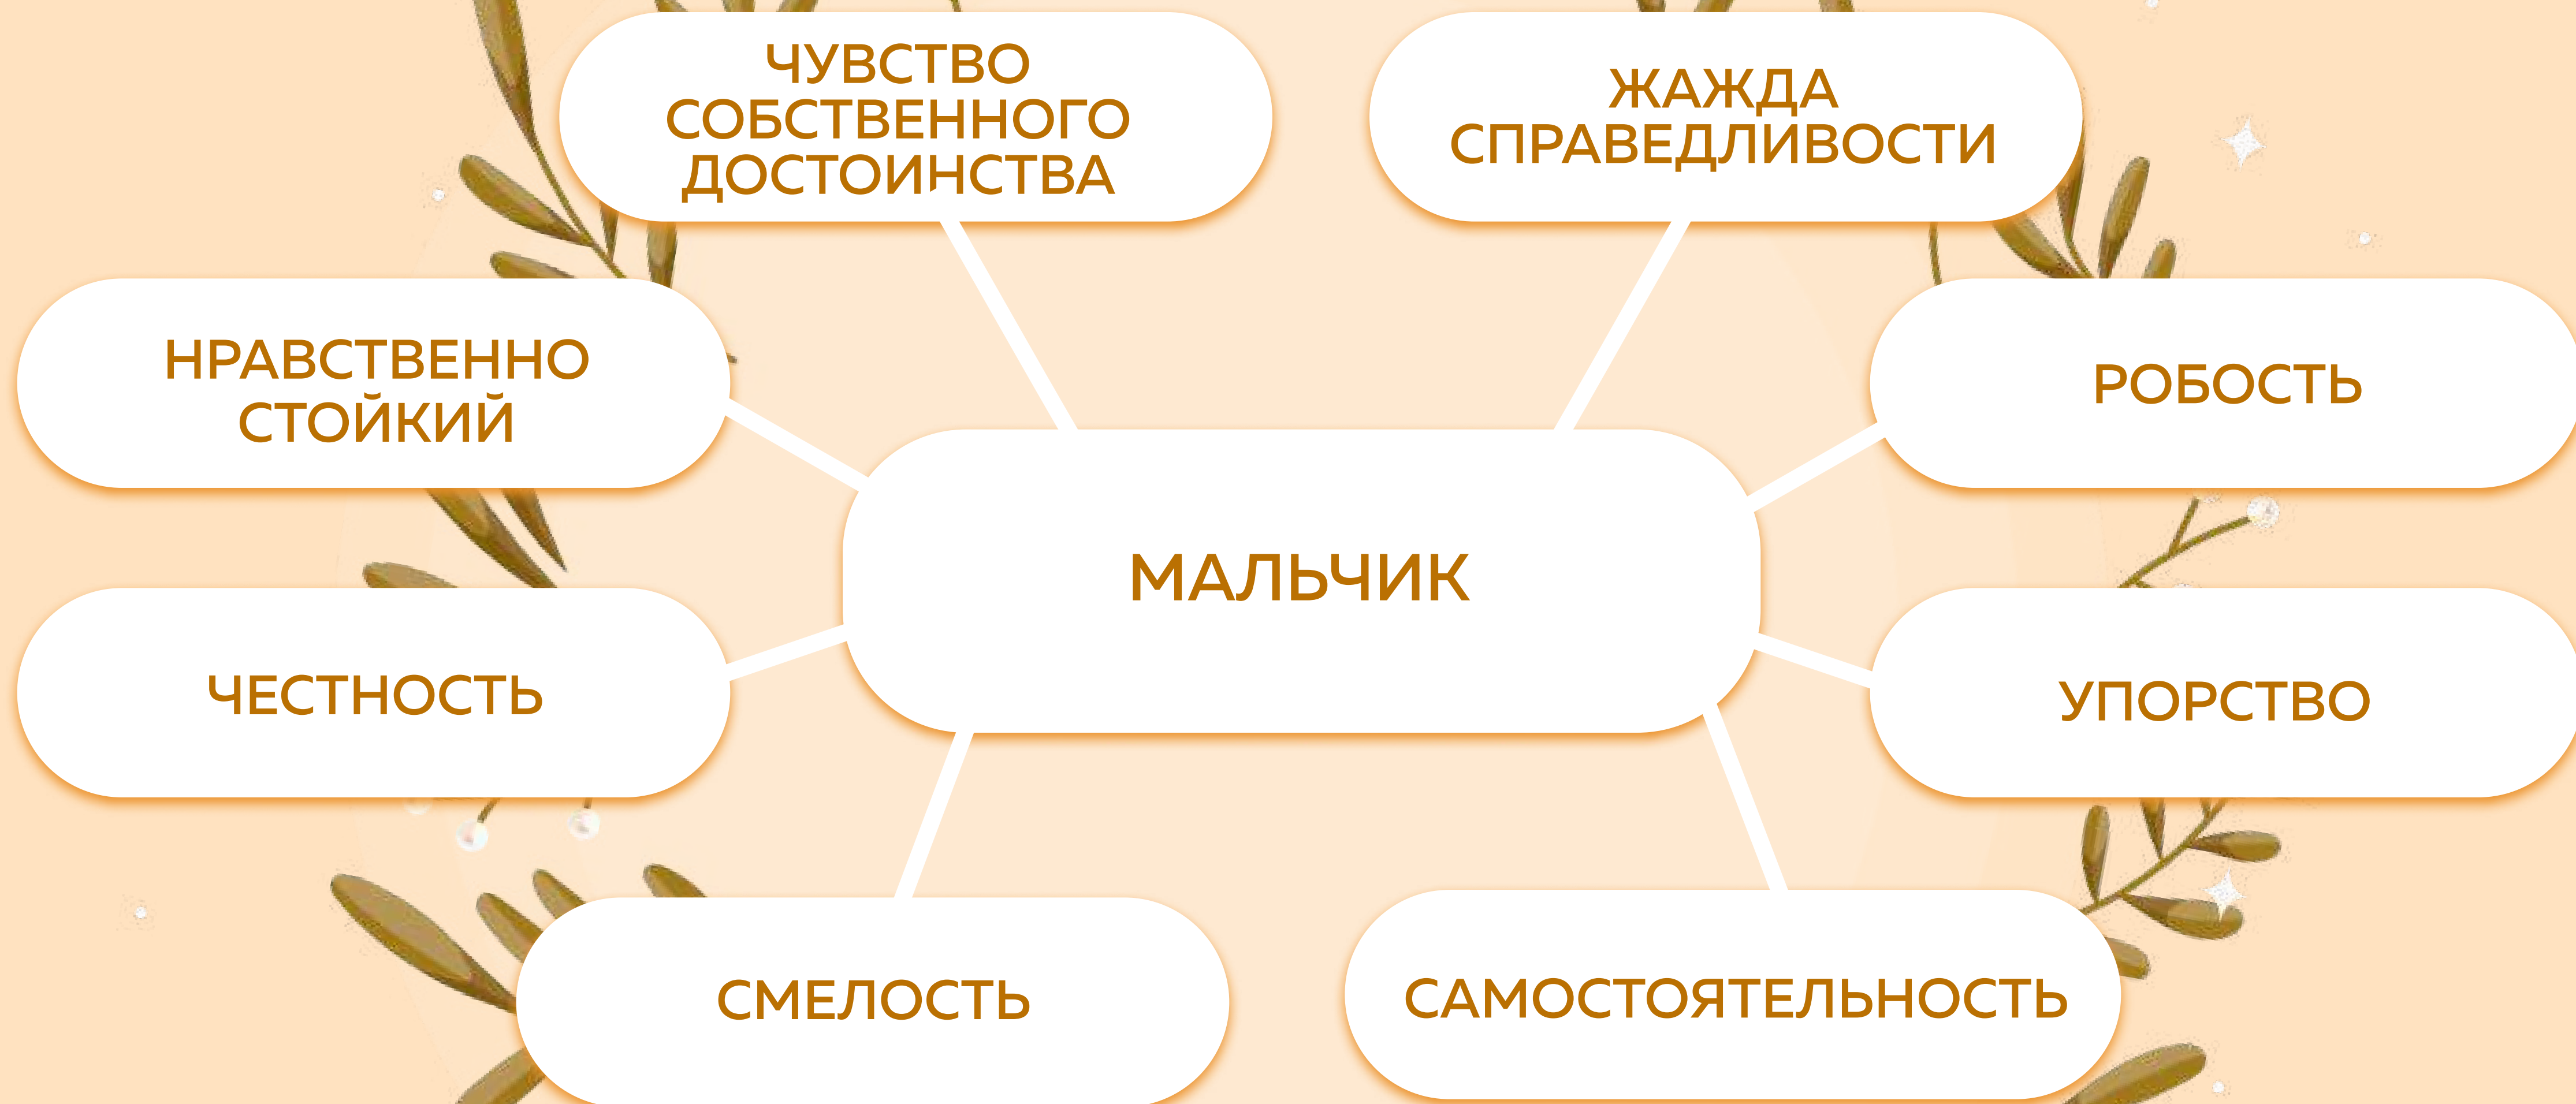 ЧУВСТВО
СОБСТВЕННОГО
ДОСТОИНСТВА
ЖАЖДА
СПРАВЕДЛИВОСТИ
НРАВСТВЕННО
СТОЙКИЙ
РОБОСТЬ
МАЛЬЧИК
ЧЕСТНОСТЬ
УПОРСТВО
СМЕЛОСТЬ
САМОСТОЯТЕЛЬНОСТЬ